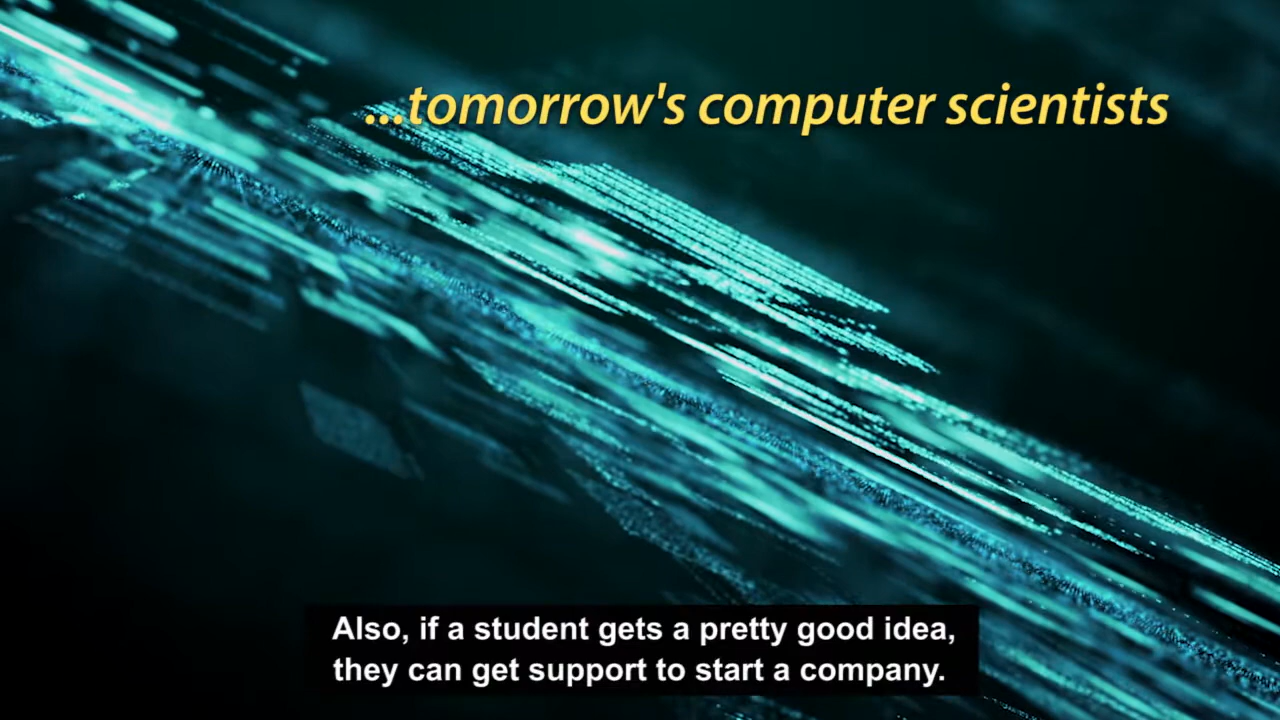 ...tomorrow's computer scientists
Also, if a student gets a pretty good idea,
they can get support to start a company.